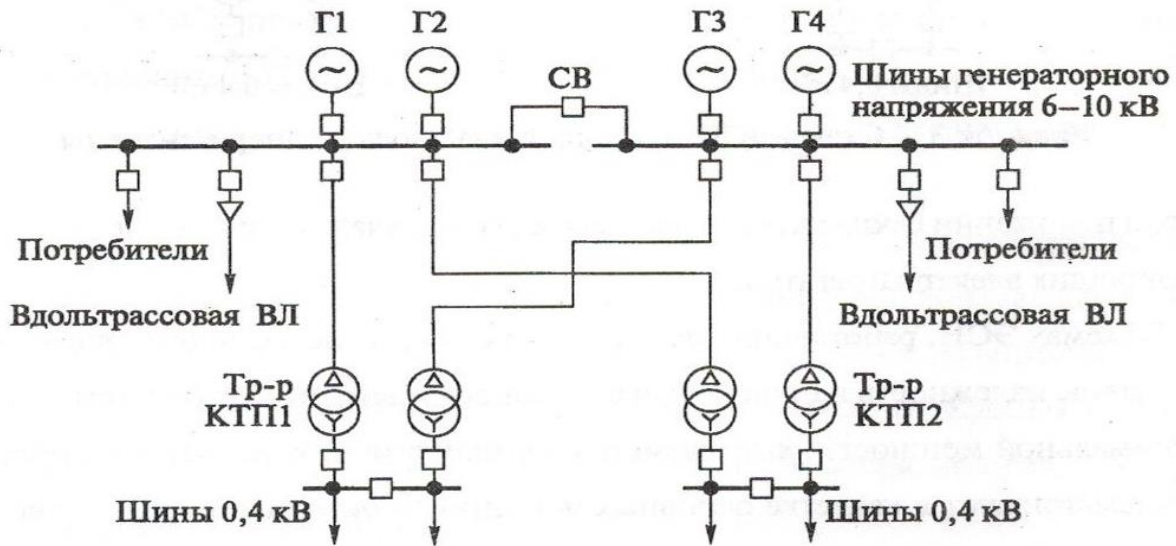 Г1
Г2
Г3
Г4
СВ
Шины генераторного
напряжения 6–10 кВ
Потребители
Потребители
Вдольтрассовая ВЛ
Вдольтрассовая ВЛ
Тр-р
КТП1
Тр-р
КТП2
Шины 0,4 кВ
Шины 0,4 кВ